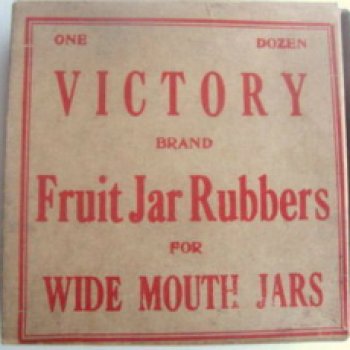 ONE DOZEN
VICTORY
BRAND
Fruit Jar Rubbers
FOR
WIDE MOUTH JARS